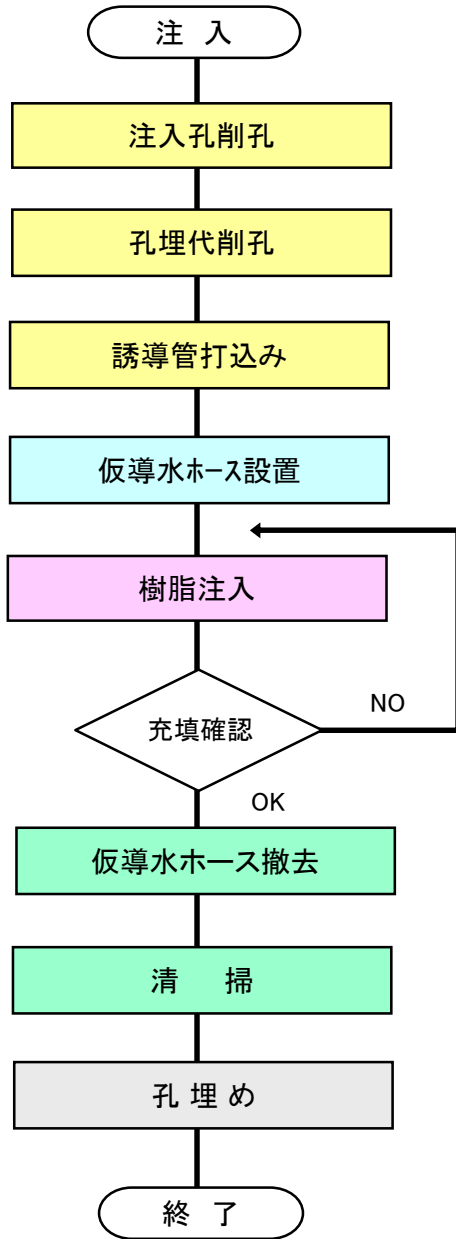 注 入
注入孔削孔
孔埋代削孔
誘導管打込み
仮導水ﾎｰｽ設置
樹脂注入
充填確認
NO
OK
仮導水ホース撤去
清 掃
孔 埋 め
終 了